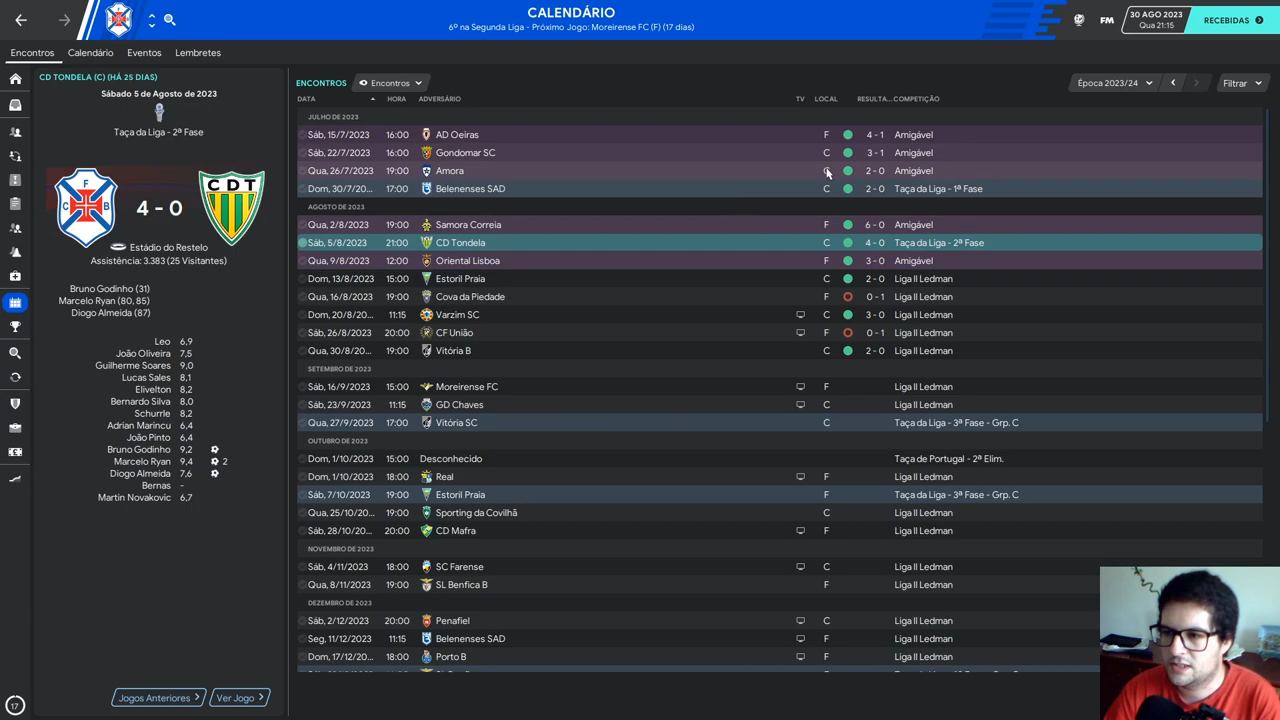 CALENDÁRIO
6º na Segunda Liga - Próximo Jogo: Moreirense FC (F) (17 dias)
FM
30 AGO 2023
Qua 21:15
RECEBIDAS
Encontros Calendário Eventos Lembretes
CD TONDELA (C) (HÁ 25 DIAS)
Sábado 5 de Agosto de 2023
Taça da Liga - 2ª Fase
4 - 0
CDT
Estádio do Restelo
Assistência: 3.383 (25 Visitantes)
Bruno Godinho (31)
Marcelo Ryan (80, 85)
Diogo Almeida (87)
Leo 6,9
João Oliveira 7,5
Guilherme Soares 9,0
Lucas Sales 8,1
Elivelton 8,2
Bernardo Silva 8,0
Schurrle 8,2
Adrian Marincu 6,4
João Pinto 6,4
Bruno Godinho 9,2
Marcelo Ryan 9,4 2
Diogo Almeida 7,6
Bernas -
Martin Novakovic 6,7
Jogos Anteriores
Ver Jogo
17
ENCONTROS Encontros Época 2023/24 Filtrar
DATA HORA ADVERSÁRIO TV LOCAL RESULTA... COMPETIÇÃO
JULHO DE 2023
Sáb, 15/7/2023 16:00 AD Oeiras F 4 - 1 Amigável
Sáb, 22/7/2023 16:00 Gondomar SC C 3 - 1 Amigável
Qua, 26/7/2023 19:00 Amora C 2 - 0 Amigável
Dom, 30/7/20... 17:00 Belenenses SAD C 2 - 0 Taça da Liga - 1ª Fase
AGOSTO DE 2023
Qua, 2/8/2023 19:00 Samora Correia F 6 - 0 Amigável
Sáb, 5/8/2023 21:00 CD Tondela C 4 - 0 Taça da Liga - 2ª Fase
Qua, 9/8/2023 12:00 Oriental Lisboa F 3 - 0 Amigável
Dom, 13/8/2023 15:00 Estoril Praia C 2 - 0 Liga II Ledman
Qua, 16/8/2023 19:00 Cova da Piedade F 0 - 1 Liga II Ledman
Dom, 20/8/20... 11:15 Varzim SC C 3 - 0 Liga II Ledman
Sáb, 26/8/2023 20:00 CF União F 0 - 1 Liga II Ledman
Qua, 30/8/20... 19:00 Vitória B C 2 - 0 Liga II Ledman
SETEMBRO DE 2023
Sáb, 16/9/2023 15:00 Moreirense FC F Liga II Ledman
Sáb, 23/9/2023 11:15 GD Chaves C Liga II Ledman
Qua, 27/9/2023 17:00 Vitória SC C Taça da Liga - 3ª Fase - Grp. C
OUTUBRO DE 2023
Dom, 1/10/2023 15:00 Desconhecido Taça de Portugal - 2ª Elim.
Dom, 1/10/2023 18:00 Real F Liga II Ledman
Sáb, 7/10/2023 19:00 Estoril Praia F Taça da Liga - 3ª Fase - Grp. C
Qua, 25/10/20... 19:00 Sporting da Covilhã C Liga II Ledman
Sáb, 28/10/20... 20:00 CD Mafra F Liga II Ledman
NOVEMBRO DE 2023
Sáb, 4/11/2023 18:00 SC Farense C Liga II Ledman
Qua, 8/11/2023 19:00 SL Benfica B F Liga II Ledman
DEZEMBRO DE 2023
Sáb, 2/12/2023 20:00 Penafiel C Liga II Ledman
Seg, 11/12/2023 11:15 Belenenses SAD F Liga II Ledman
Dom, 17/12/20... 18:00 Porto B F Liga II Ledman